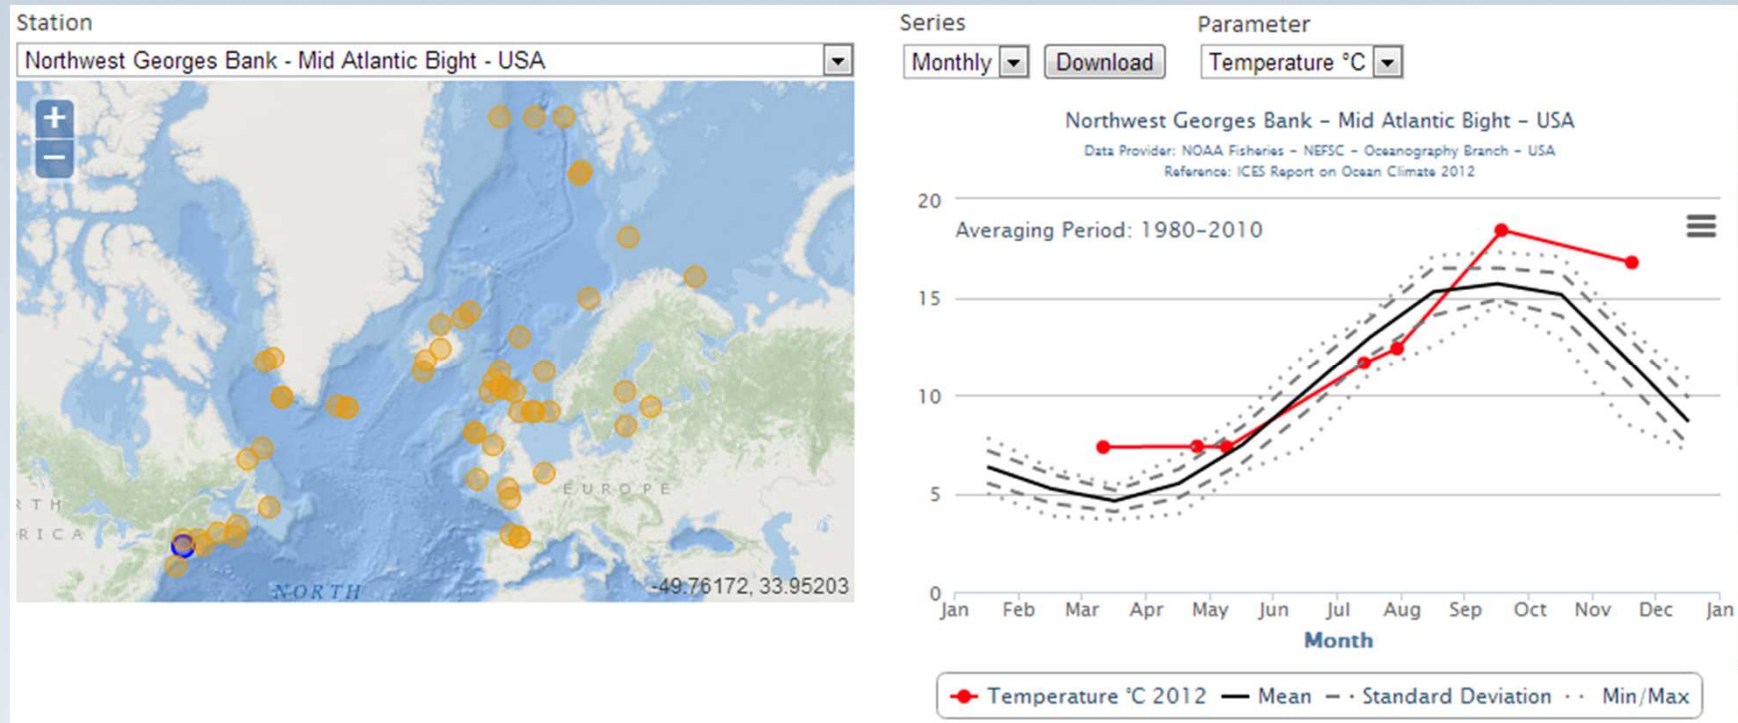 Station
Northwest Georges Bank - Mid Atlantic Bight - USA
+
−
RTH
RICA
EUROPE
NORTH
-49.76172, 33.95203
Series
Parameter
Monthly
Download
Temperature °C
Northwest Georges Bank – Mid Atlantic Bight – USA
Data Provider: NOAA Fisheries – NEFSC – Oceanography Branch – USA
Reference: ICES Report on Ocean Climate 2012
Averaging Period: 1980–2010
20
15
10
5
0
Jan Feb Mar Apr May Jun Jul Aug Sep Oct Nov Dec Jan
Month
Temperature °C 2012 Mean Standard Deviation Min/Max